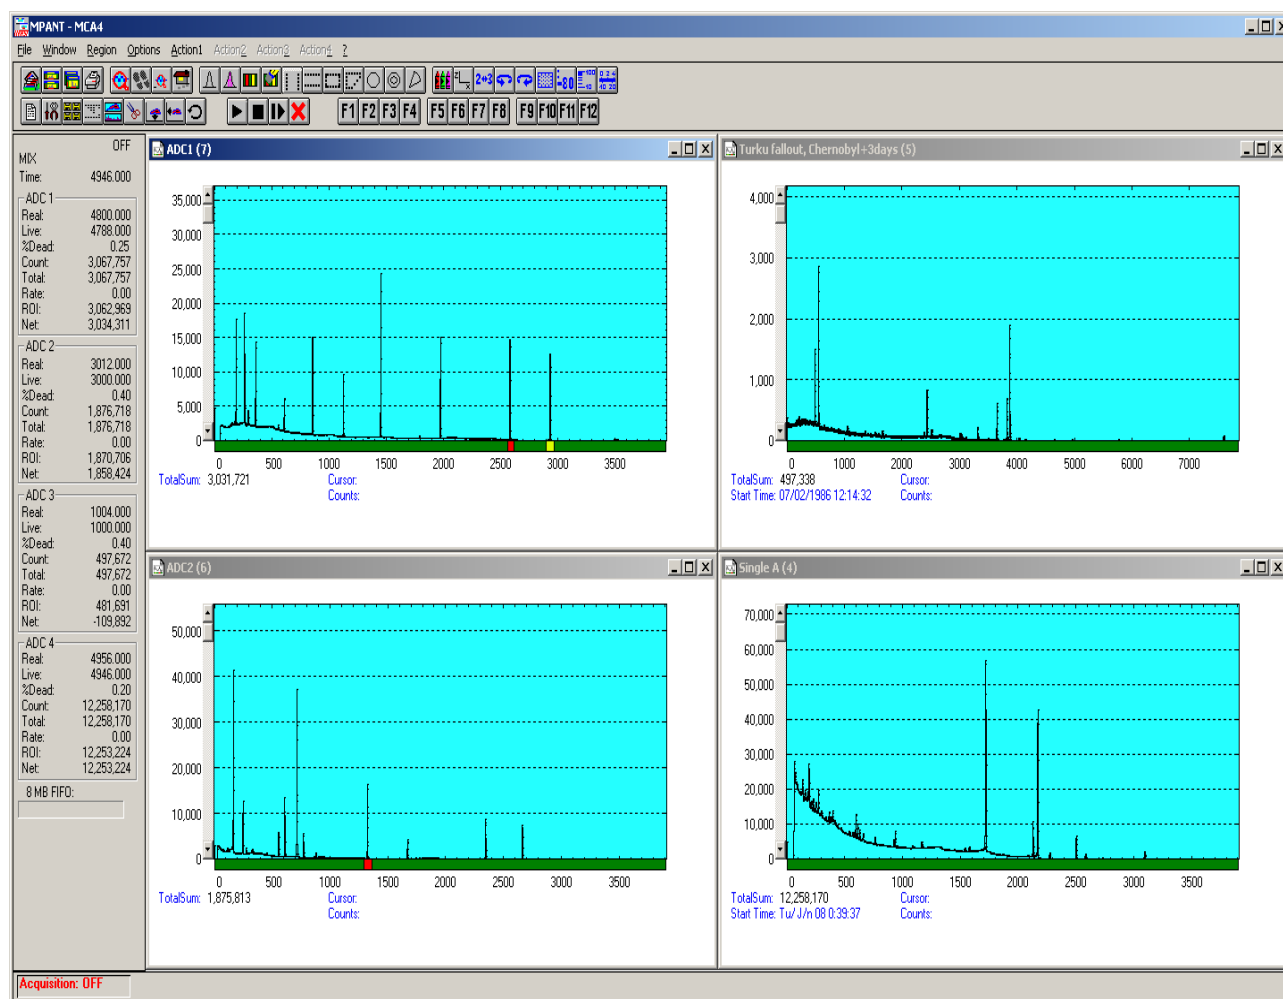 MPANT - MCA4
File Window Region Options Action1 Action2 Action3 Action4 ?
2↔3 -80
F1 F2 F3 F4 F5 F6 F7 F8 F9 F10 F11 F12
OFF
MIX
Time: 4946.000
ADC 1
Real: 4800.000
Live: 4788.000
%Dead: 0.25
Count: 3,067,757
Total: 3,067,757
Rate: 0.00
ROI: 3,062,969
Net: 3,034,311
ADC 2
Real: 3012.000
Live: 3000.000
%Dead: 0.40
Count: 1,876,718
Total: 1,876,718
Rate: 0.00
ROI: 1,870,706
Net: 1,858,424
ADC 3
Real: 1004.000
Live: 1000.000
%Dead: 0.40
Count: 497,672
Total: 497,672
Rate: 0.00
ROI: 481,691
Net: -109,892
ADC 4
Real: 4956.000
Live: 4946.000
%Dead: 0.20
Count: 12,258,170
Total: 12,258,170
Rate: 0.00
ROI: 12,253,224
Net: 12,253,224
8 MB FIFO:
ADC1 (7)
35,000
30,000
25,000
20,000
15,000
10,000
5,000
0
0 500 1000 1500 2000 2500 3000 3500
TotalSum: 3,031,721 Cursor:
Counts:
Turku fallout, Chernobyl+3days (5)
4,000
3,000
2,000
1,000
0
0 1000 2000 3000 4000 5000 6000 7000
TotalSum: 497,338 Cursor:
Start Time: 07/02/1986 12:14:32 Counts:
ADC2 (6)
50,000
40,000
30,000
20,000
10,000
0
0 500 1000 1500 2000 2500 3000 3500
TotalSum: 1,875,813 Cursor:
Counts:
Single A (4)
70,000
60,000
50,000
40,000
30,000
20,000
10,000
0
0 500 1000 1500 2000 2500 3000 3500
TotalSum: 12,258,170 Cursor:
Start Time: Tu/ J/n 08 0:39:37 Counts:
Acquisition: OFF